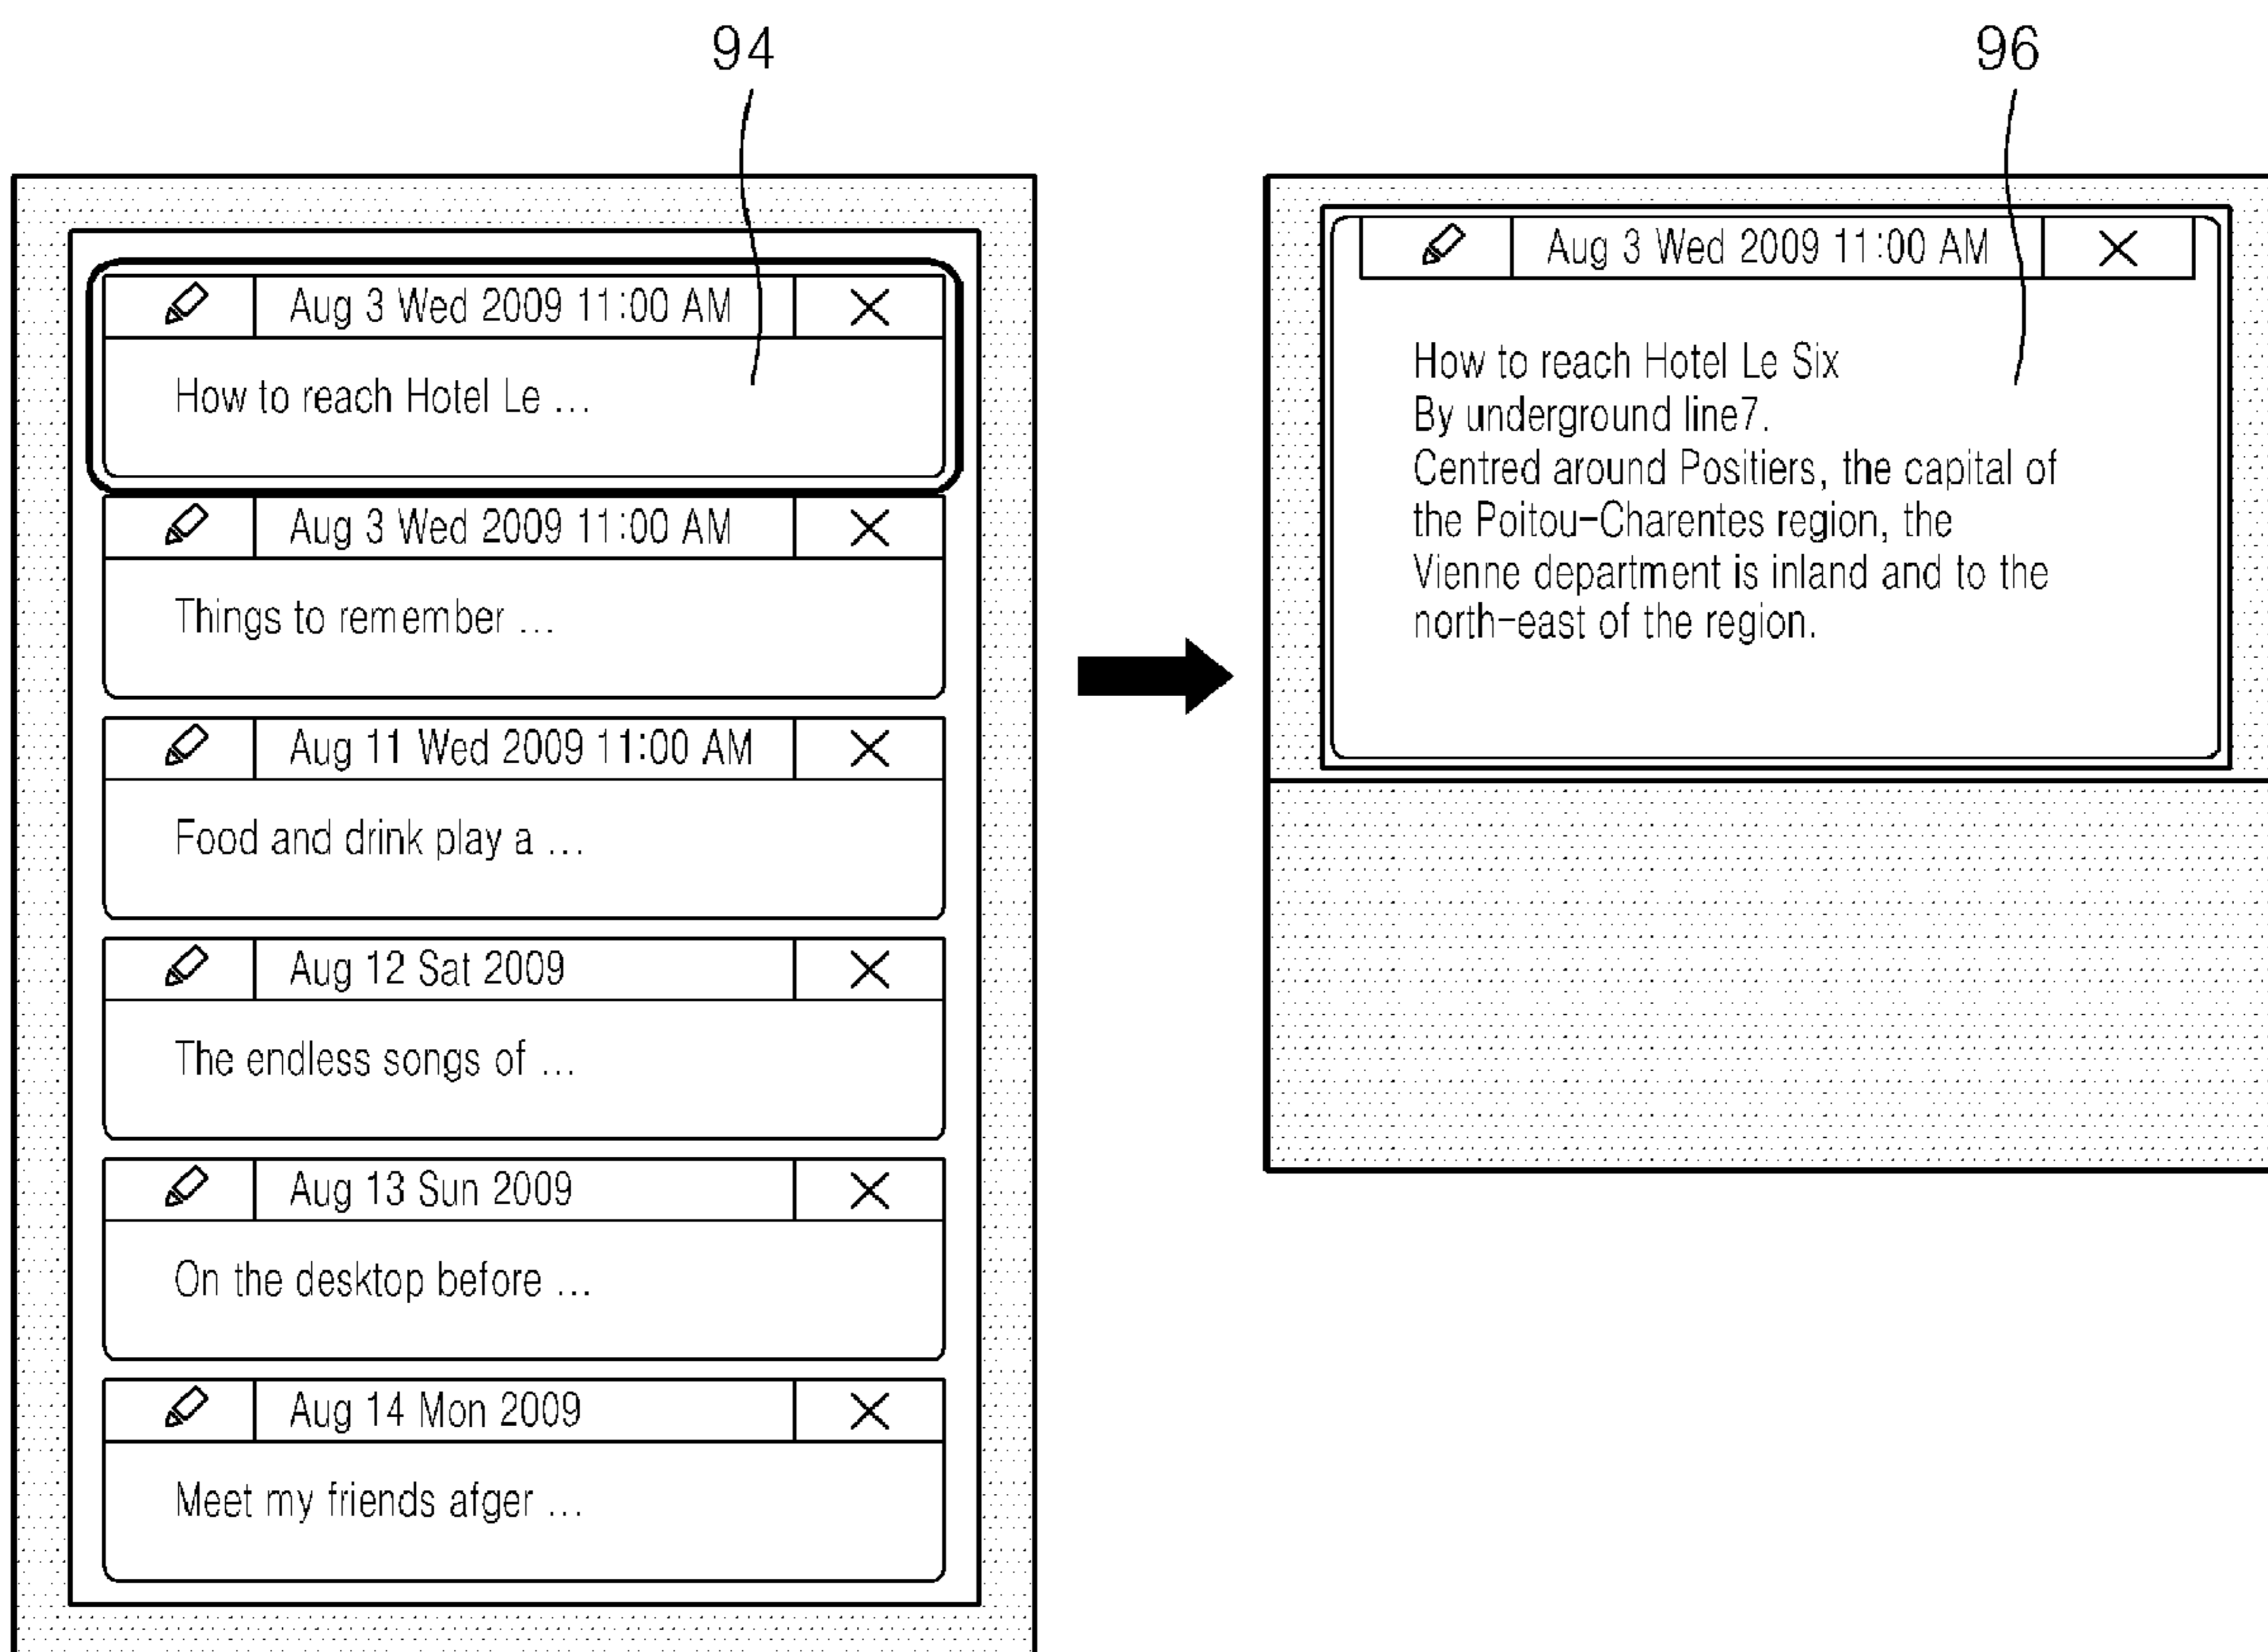 94
96
Aug 3 Wed 2009 11:00 AM
How to reach Hotel Le ...
Aug 3 Wed 2009 11:00 AM
Things to remember ...
Aug 11 Wed 2009 11:00 AM
Food and drink play a ...
Aug 12 Sat 2009
The endless songs of ...
Aug 13 Sun 2009
On the desktop before ...
Aug 14 Mon 2009
Meet my friends afger ...
Aug 3 Wed 2009 11:00 AM
How to reach Hotel Le Six
By underground line7.
Centred around Positiers, the capital of
the Poitou-Charentes region, the
Vienne department is inland and to the
north-east of the region.